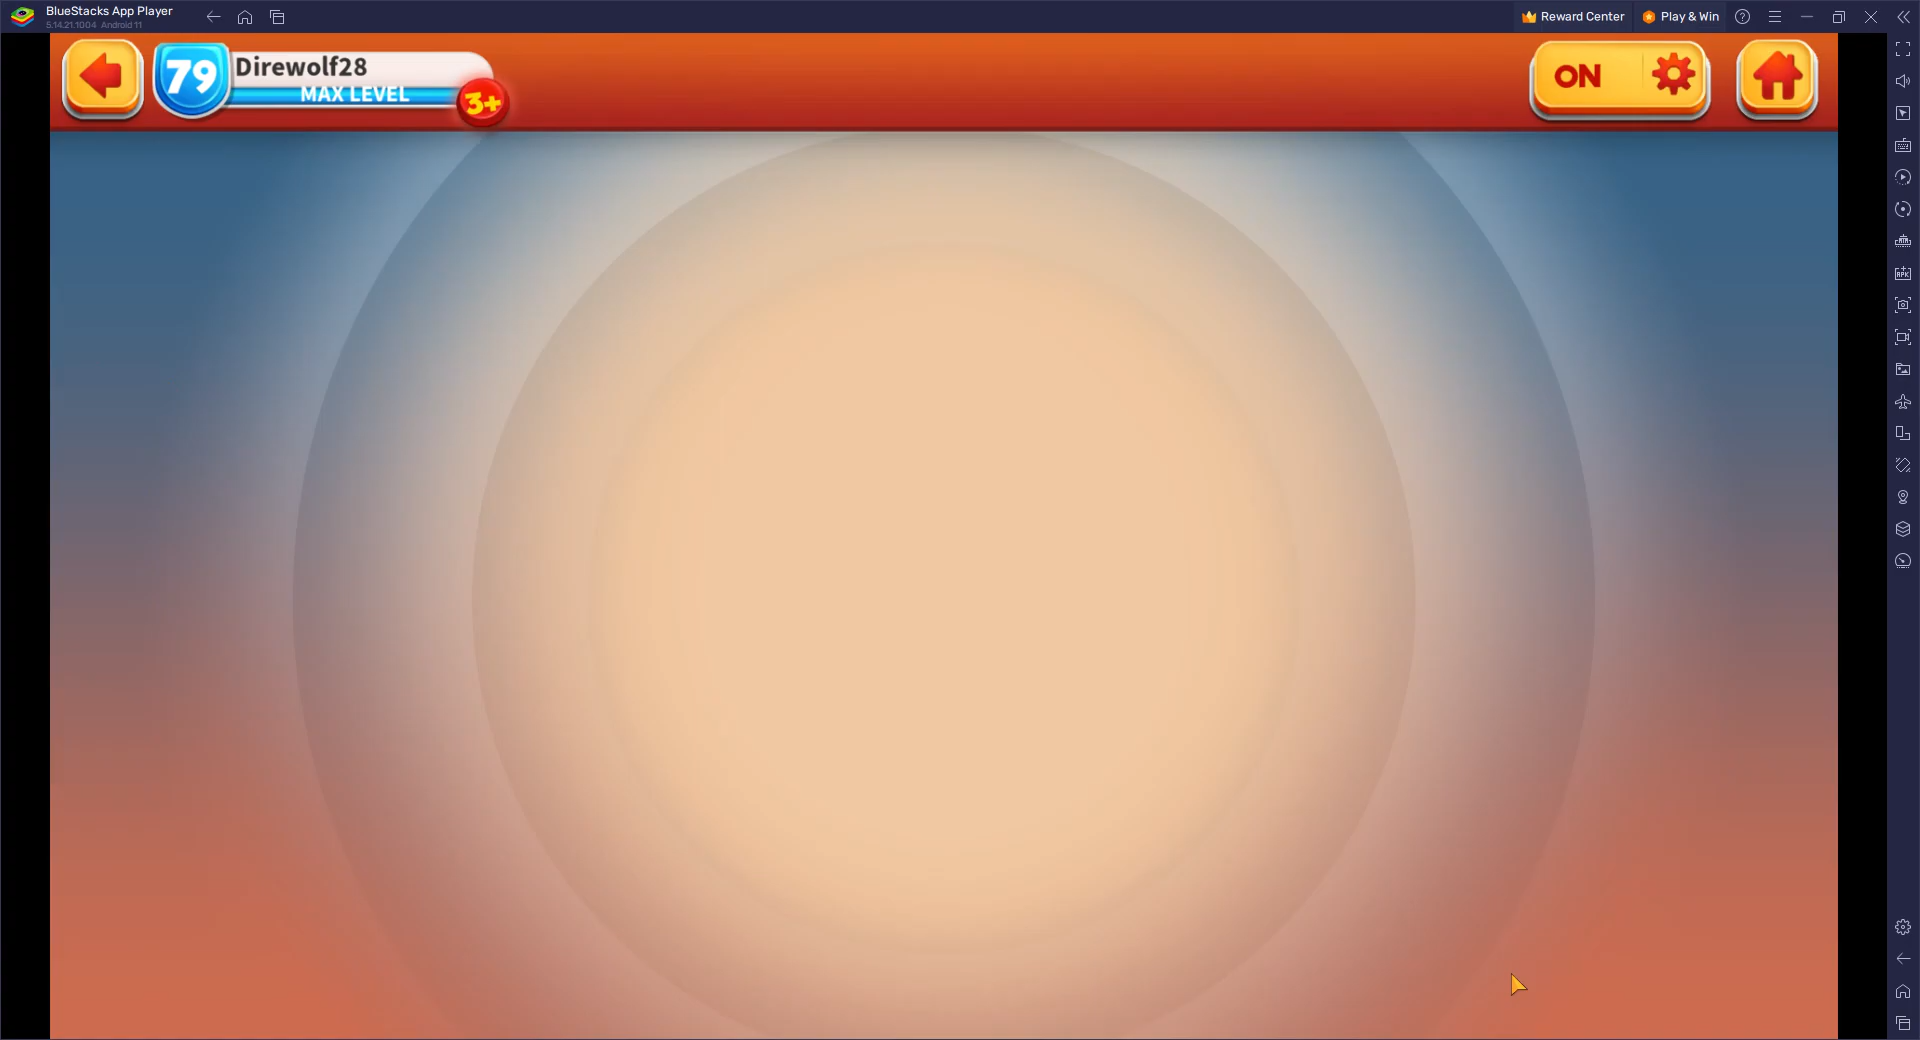 BlueStacks App Player
5.14.21.1004 Android 11
Reward Center
Play & Win
79
Direwolf28
MAX LEVEL
3+
ON
APK